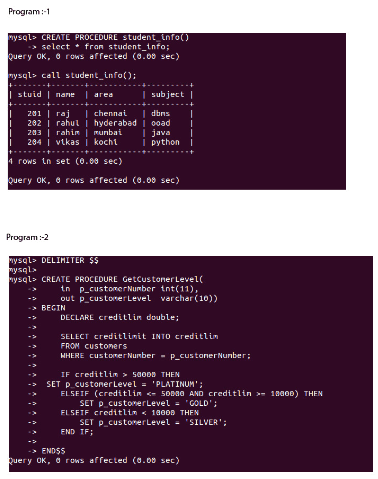 Program :-1
mysql> CREATE PROCEDURE student_info()
    -> select * from student_info;
Query OK, 0 rows affected (0.00 sec)
mysql> call student_info();
+-------+-------+-----------+---------+
| stuid | name  | area      | subject |
+-------+-------+-----------+---------+
|   201 | raj   | chennai   | dbms    |
|   202 | rahul | hyderabad | ooad    |
|   203 | rahim | mumbai    | java    |
|   204 | vikas | kochi     | python  |
+-------+-------+-----------+---------+
4 rows in set (0.00 sec)
Query OK, 0 rows affected (0.00 sec)
Program :-2
mysql> DELIMITER $$
mysql>
mysql> CREATE PROCEDURE GetCustomerLevel(
    ->     in  p_customerNumber int(11),
    ->     out p_customerLevel  varchar(10))
    -> BEGIN
    ->     DECLARE creditlim double;
    ->
    ->     SELECT creditlimit INTO creditlim
    ->     FROM customers
    ->     WHERE customerNumber = p_customerNumber;
    ->
    ->     IF creditlim > 50000 THEN
    ->  SET p_customerLevel = 'PLATINUM';
    ->     ELSEIF (creditlim <= 50000 AND creditlim >= 10000) THEN
    ->         SET p_customerLevel = 'GOLD';
    ->     ELSEIF creditlim < 10000 THEN
    ->         SET p_customerLevel = 'SILVER';
    ->     END IF;
    ->
    -> END$$
Query OK, 0 rows affected (0.00 sec)